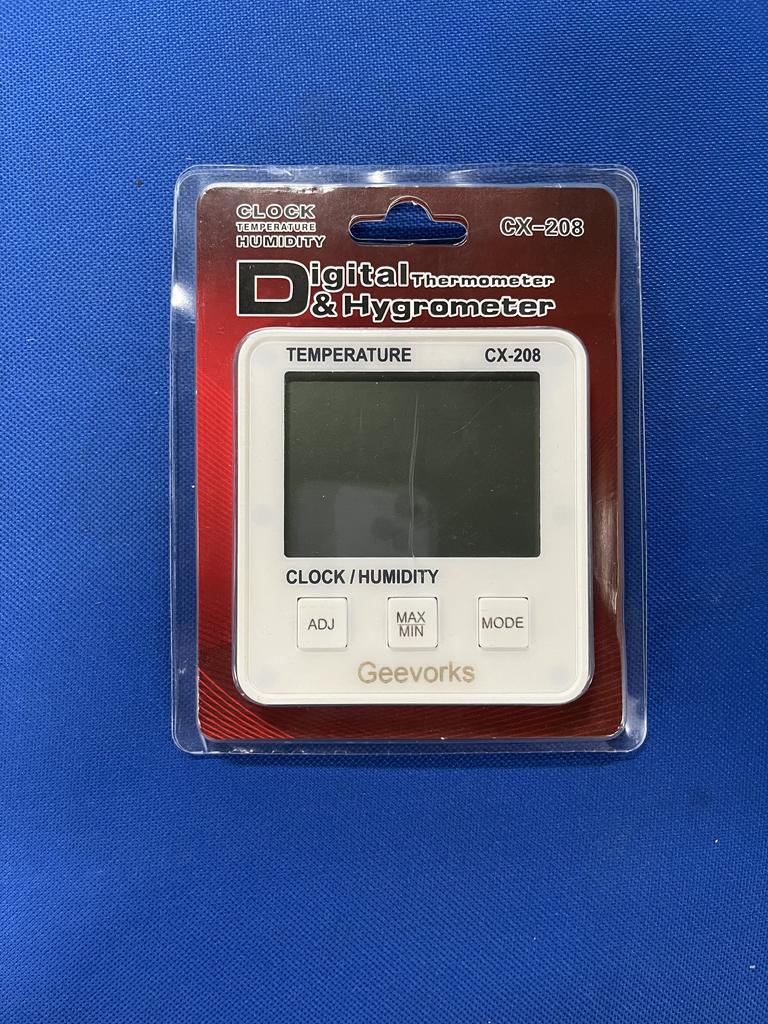 CLOCK
TEMPERATURE
HUMIDITY
CX-208
Digital Thermometer
& Hygrometer
TEMPERATURE CX-208
CLOCK / HUMIDITY
ADJ MAX MODE
MIN
Geevorks